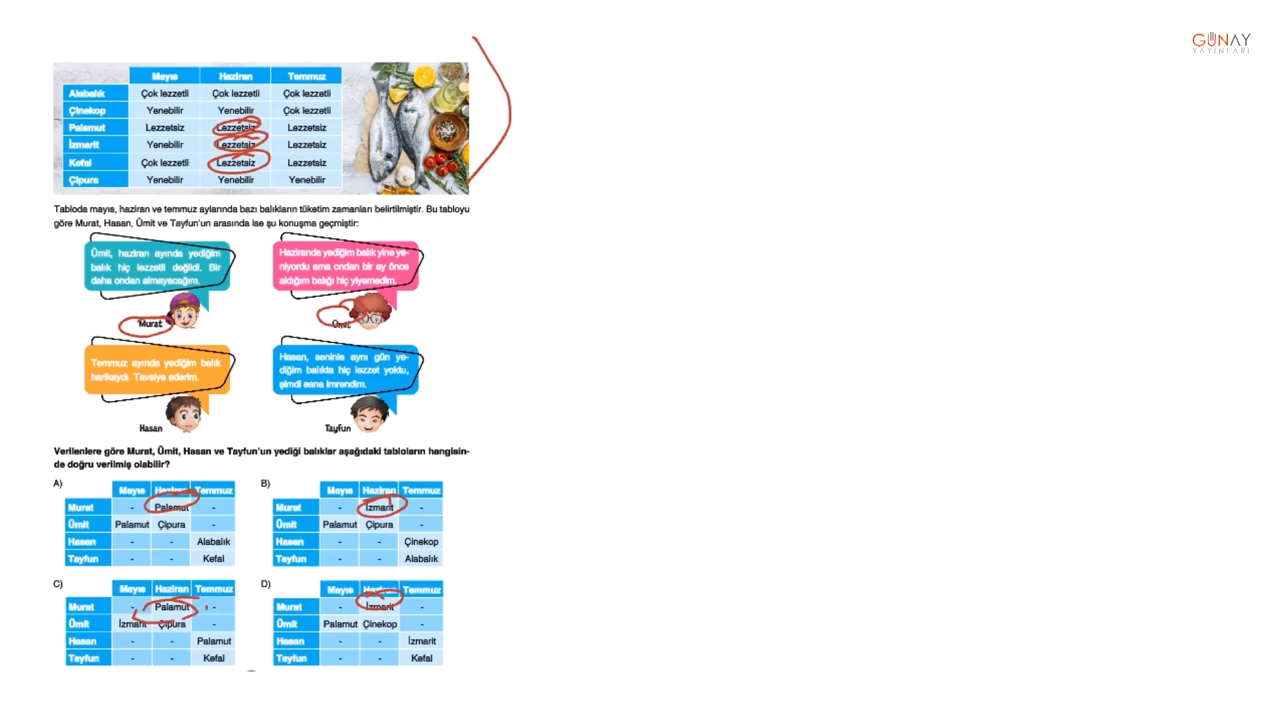 GÜNAY
YAYINLARI
Mayıs Haziran Temmuz
Alabalık Çok lezzetli Çok lezzetli Çok lezzetli
Çinekop Yenebilir Yenebilir Çok lezzetli
Palamut Lezzetsiz Lezzetsiz Lezzetsiz
İzmarit Yenebilir Lezzetsiz Lezzetsiz
Kefal Çok lezzetli Lezzetsiz Lezzetsiz
Çipura Yenebilir Yenebilir Yenebilir
Tabloda mayıs, haziran ve temmuz aylarında bazı balıkların tüketim zamanları belirtilmiştir. Bu tabloyu
göre Murat, Hasan, Ümit ve Tayfun'un arasında ise şu konuşma geçmiştir:
Ümit, haziran ayında yediğim
balık hiç lezzetli değildi. Bir
daha ondan almayacağım.
Murat
Haziranda yediğim balık yine ye-
niyordu ama ondan bir ay önce
aldığım balığı hiç yiyemedim.
Ümit
Temmuz ayında yediğim balık
harikaydı. Tavsiye ederim.
Hasan
Hasan, seninle aynı gün ye-
diğim balıkta hiç lezzet yoktu,
şimdi sana imrendim.
Tayfun
Verilenlere göre Murat, Ümit, Hasan ve Tayfun'un yediği balıklar aşağıdaki tabloların hangisin-
de doğru verilmiş olabilir?
A)
Mayıs Haziran Temmuz
Murat - Palamut -
Ümit Palamut Çipura -
Hasan - - Alabalık
Tayfun - - Kefal
B)
Mayıs Haziran Temmuz
Murat - İzmarit -
Ümit Palamut Çipura -
Hasan - - Çinekop
Tayfun - - Alabalık
C)
Mayıs Haziran Temmuz
Murat - Palamut -
Ümit İzmarit Çipura -
Hasan - - Palamut
Tayfun - - Kefal
D)
Mayıs Haziran Temmuz
Murat - İzmarit -
Ümit Palamut Çinekop -
Hasan - - İzmarit
Tayfun - - Kefal